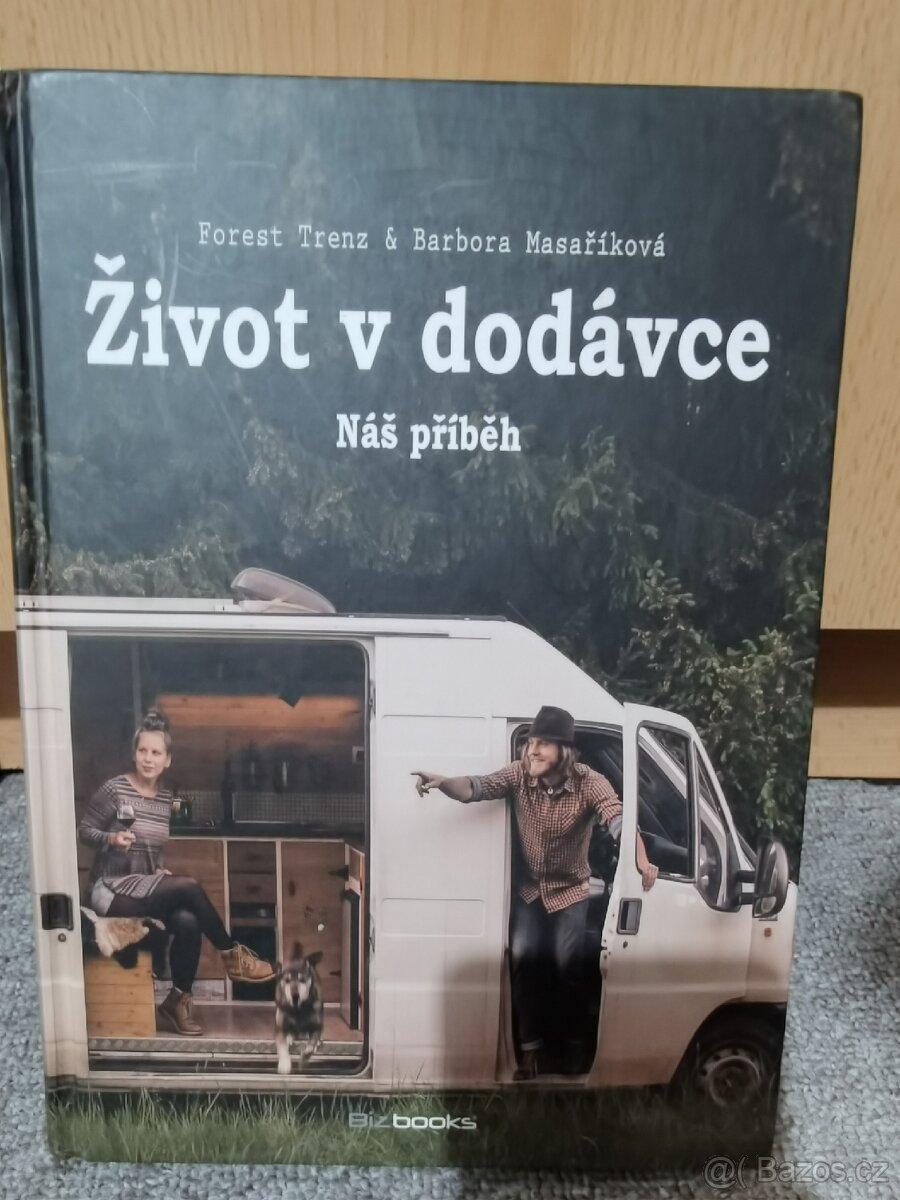 Forest Trenz & Barbora Masaříková
Život v dodávce
Náš příběh
Bizbooks
@( Bazos.cz